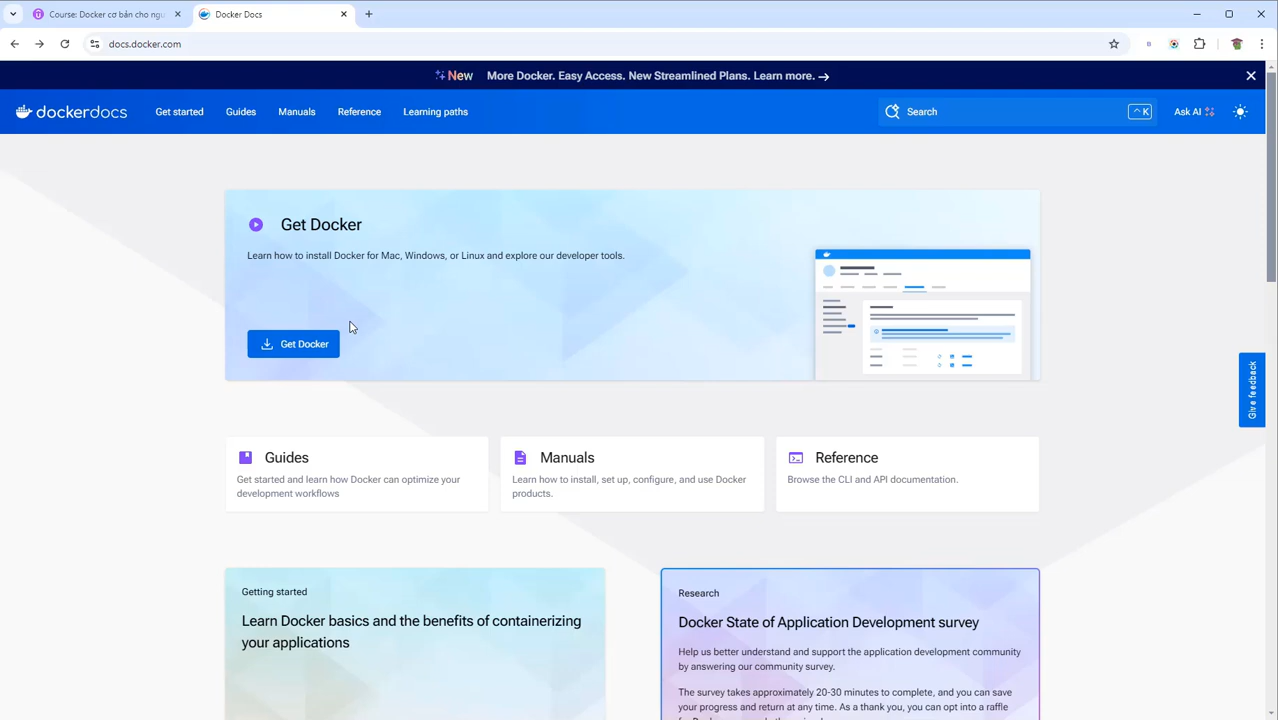 Course: Docker cơ bản cho ngư
Docker Docs
docs.docker.com
New More Docker. Easy Access. New Streamlined Plans. Learn more. →
dockerdocs Get started Guides Manuals Reference Learning paths Search ^ K Ask AI
Get Docker
Learn how to install Docker for Mac, Windows, or Linux and explore our developer tools.
Get Docker
Give feedback
Guides
Get started and learn how Docker can optimize your
development workflows
Manuals
Learn how to install, set up, configure, and use Docker
products.
Reference
Browse the CLI and API documentation.
Getting started
Learn Docker basics and the benefits of containerizing
your applications
Research
Docker State of Application Development survey
Help us better understand and support the application development community
by answering our community survey.
The survey takes approximately 20-30 minutes to complete, and you can save
your progress and return at any time. As a thank you, you can opt into a raffle